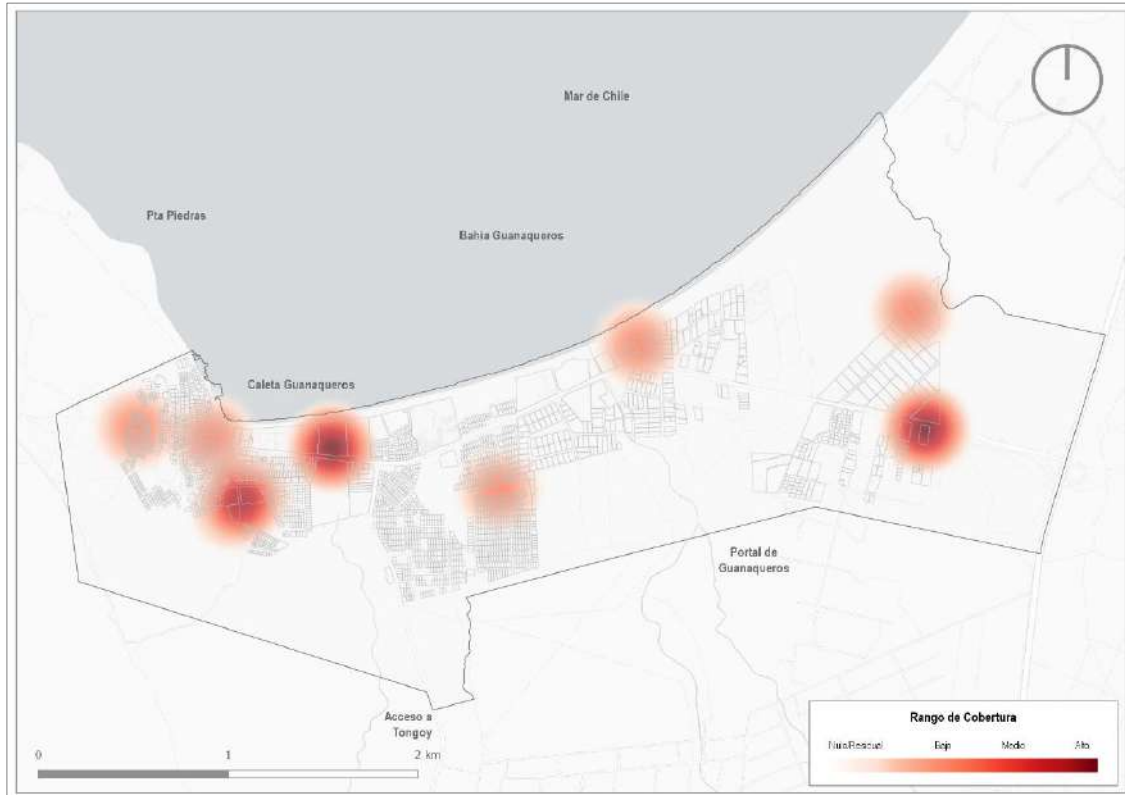 Mar de Chile
Pta Piedras
Bahía Guanaqueros
Caleta Guanaqueros
Portal de
Guanaqueros
Acceso a
Tongoy
0 1 2 km
Rango de Cobertura
Bajo Medio Alto